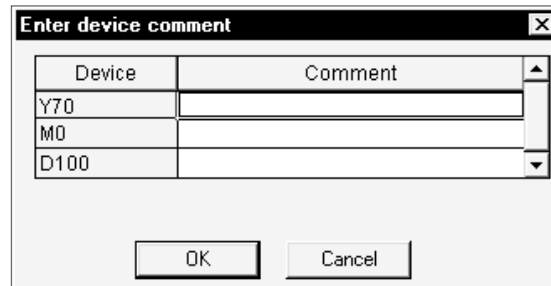 Enter device comment
Device Comment
Y70
M0
D100
OK Cancel